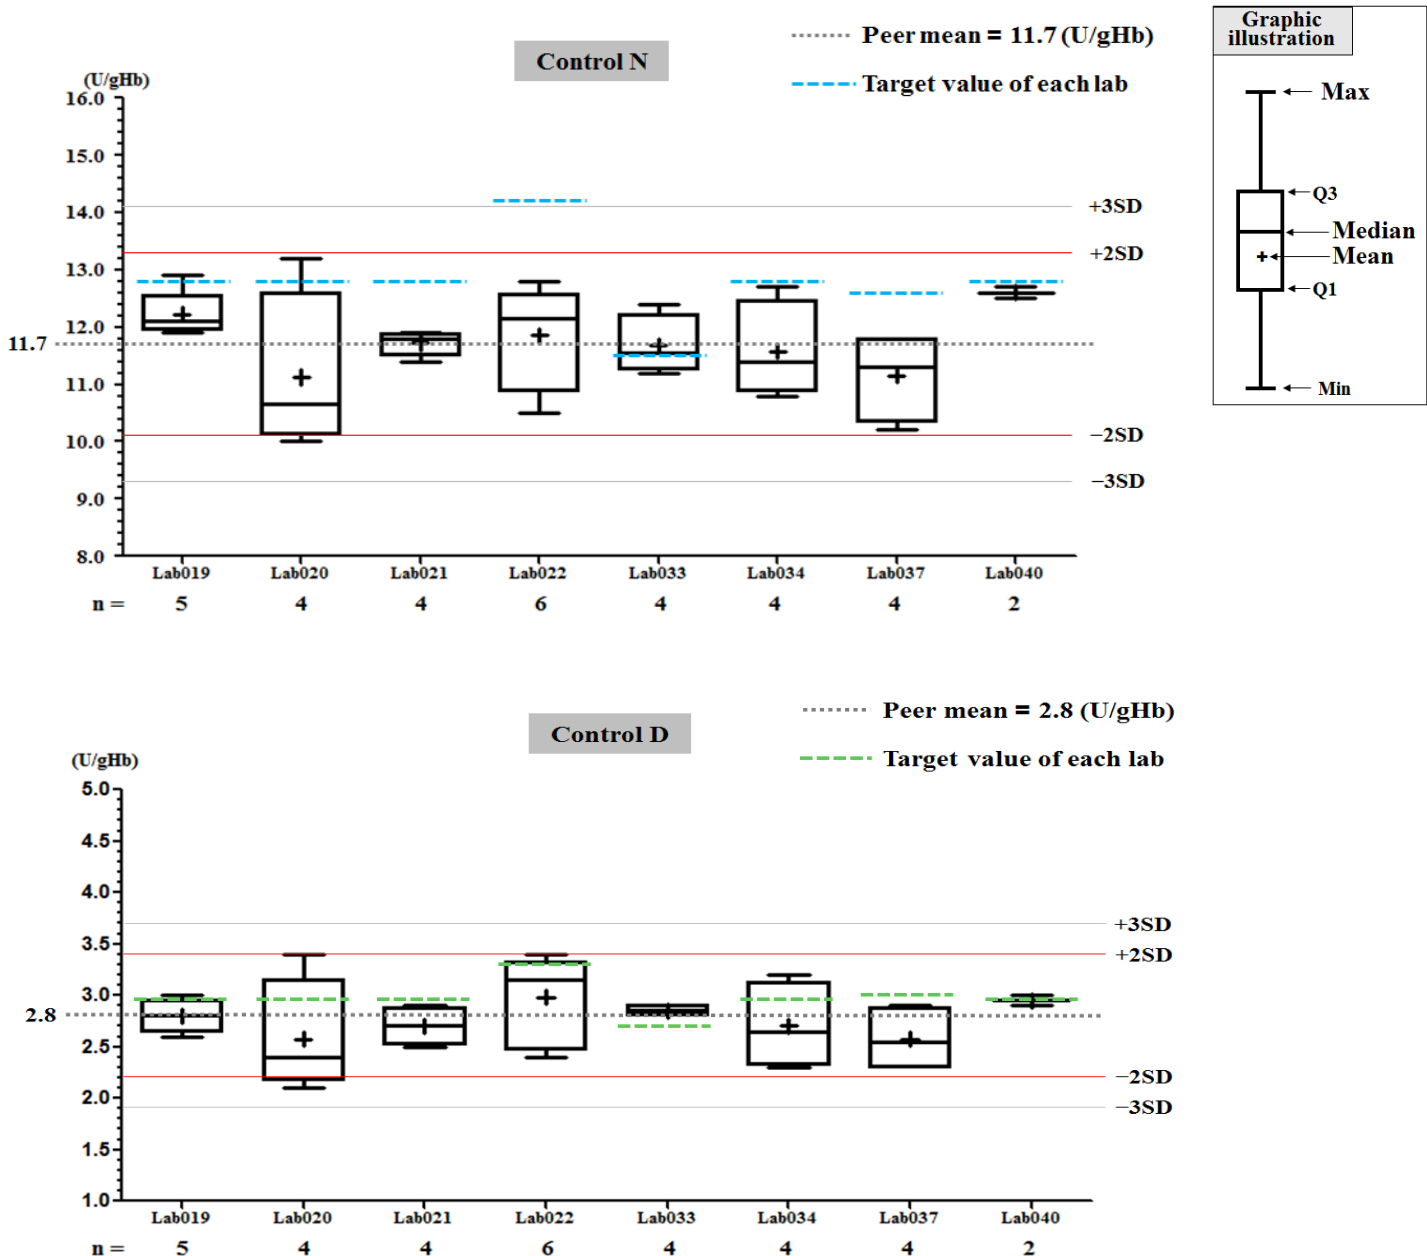 Peer mean = 11.7 (U/gHb)
Control N
Target value of each lab
(U/gHb)
16.0
15.0
14.0
13.0
12.0
11.7
11.0
10.0
9.0
8.0
+3SD
+2SD
−2SD
−3SD
Lab019 Lab020 Lab021 Lab022 Lab033 Lab034 Lab037 Lab040
n = 5 4 4 6 4 4 4 2
Graphic
illustration
Max
Q3
Median
Mean
Q1
Min
Peer mean = 2.8 (U/gHb)
Control D
Target value of each lab
(U/gHb)
5.0
4.5
4.0
3.5
3.0
2.8
2.5
2.0
1.5
1.0
+3SD
+2SD
−2SD
−3SD
Lab019 Lab020 Lab021 Lab022 Lab033 Lab034 Lab037 Lab040
n = 5 4 4 6 4 4 4 2